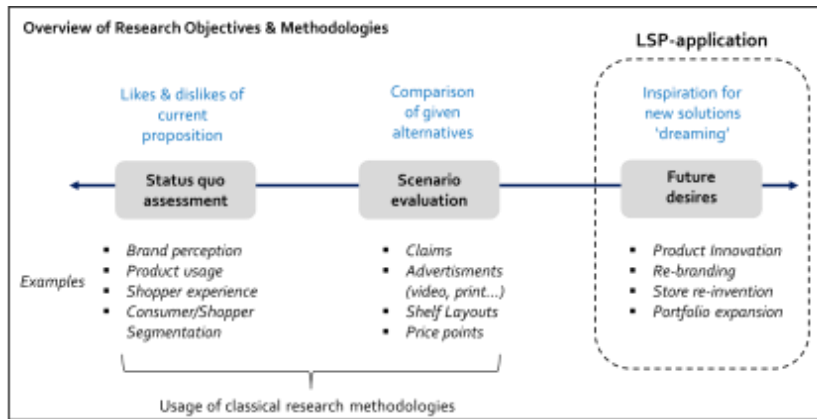 Overview of Research Objectives & Methodologies
LSP-application
Likes & dislikes of
current
proposition
Comparison
of given
alternatives
Inspiration for
new solutions
'dreaming'
Status quo
assessment
Scenario
evaluation
Future
desires
Examples
▪ Brand perception
▪ Product usage
▪ Shopper experience
▪ Consumer/Shopper
Segmentation
▪ Claims
▪ Advertisments
(video, print...)
▪ Shelf Layouts
▪ Price points
▪ Product Innovation
▪ Re-branding
▪ Store re-invention
▪ Portfolio expansion
Usage of classical research methodologies